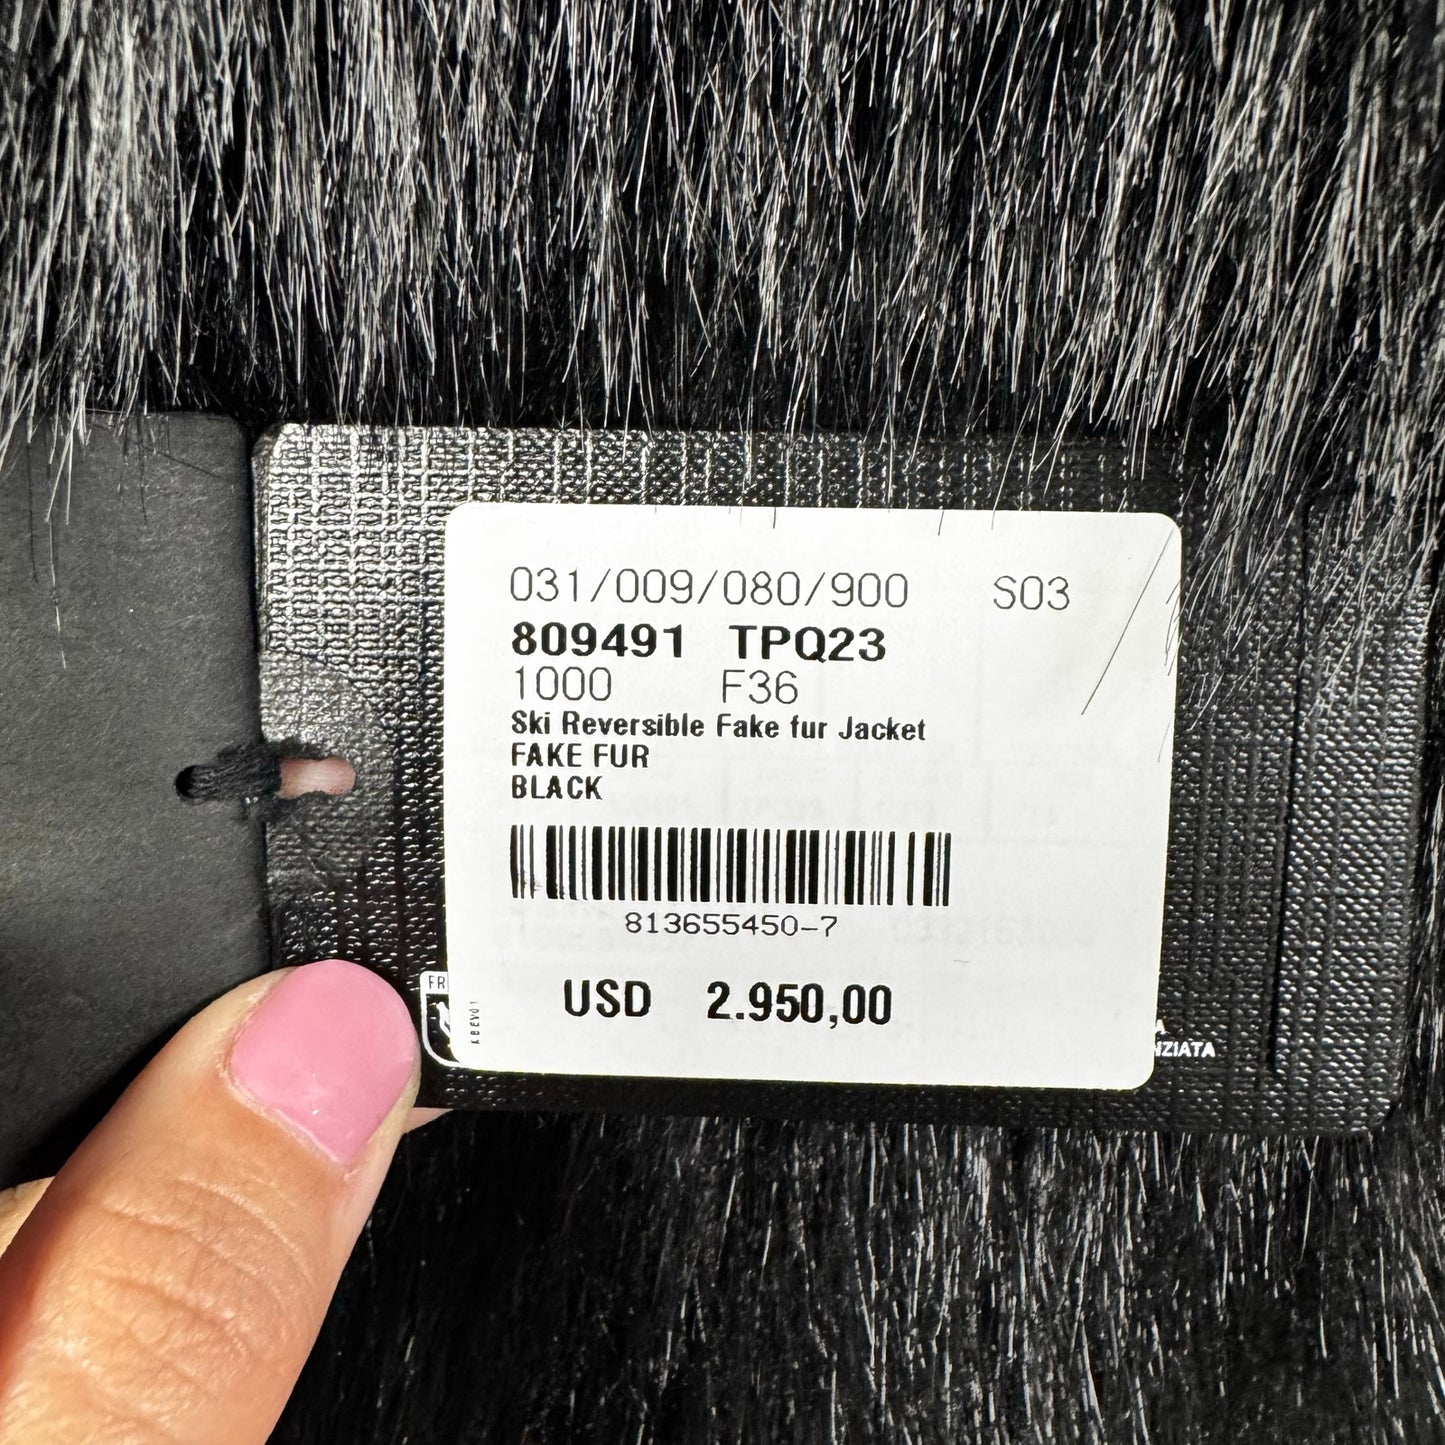 031/009/080/900 S03
809491 TPQ23
1000 F36
Ski Reversible Fake fur Jacket
FAKE FUR
BLACK
813655450-7
USD 2.950,00
FR